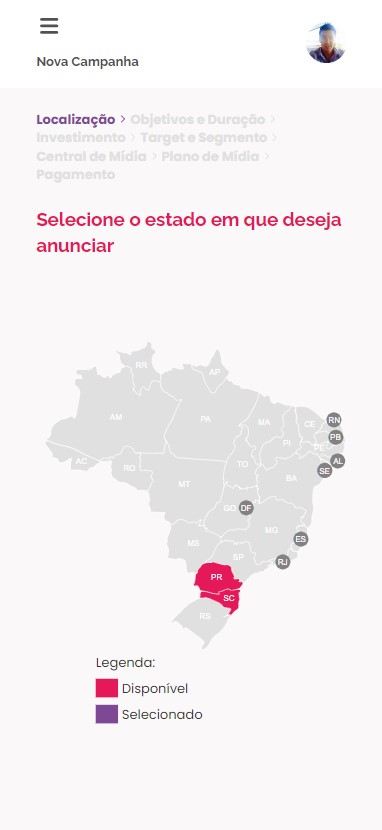 Nova Campanha
Localização > Objetivos e Duração >
Investimento > Target e Segmento >
Central de Mídia > Plano de Mídia >
Pagamento
Selecione o estado em que deseja
anunciar
RR
AP
AM
PA
MA
CE
RN
PI
PB
PE
AC
RO
TO
AL
SE
MT
BA
GO
DF
MG
MS
ES
SP
RJ
PR
SC
RS
Legenda:
Disponível
Selecionado